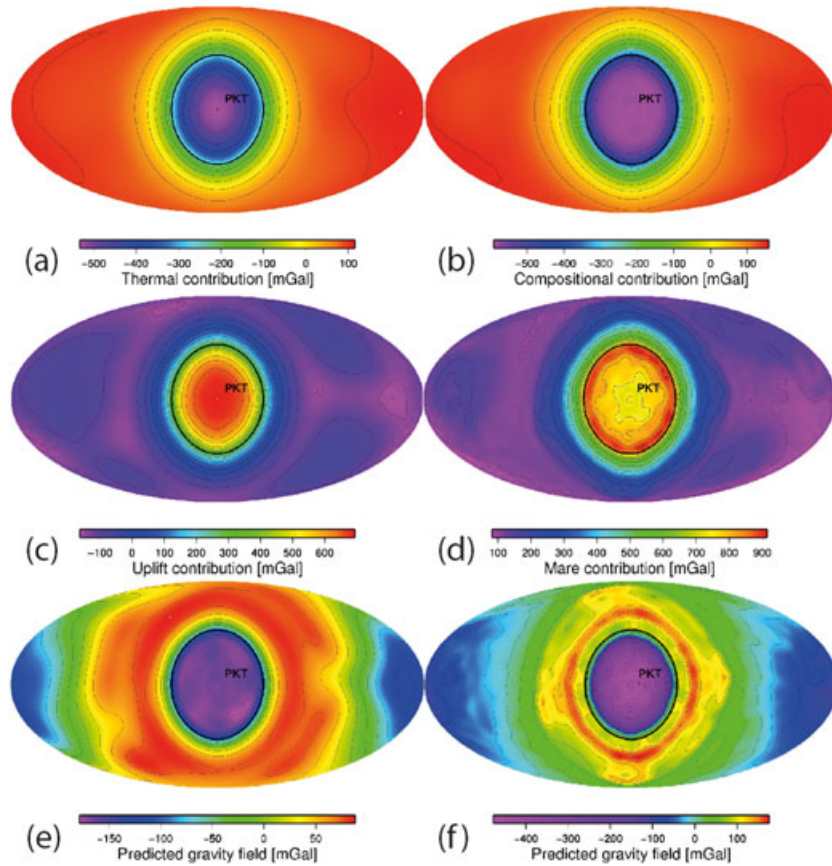 PKT
PKT
(a)
−500 −400 −300 −200 −100 0 100
Thermal contribution [mGal]
(b)
−500 −400 −300 −200 −100 0 100
Compositional contribution [mGal]
PKT
PKT
(c)
−100 0 100 200 300 400 500 600
Uplift contribution [mGal]
(d)
100 200 300 400 500 600 700 800 900
Mare contribution [mGal]
PKT
PKT
(e)
−150 −100 −50 0 50
Predicted gravity field [mGal]
(f)
−400 −300 −200 −100 0 100
Predicted gravity field [mGal]